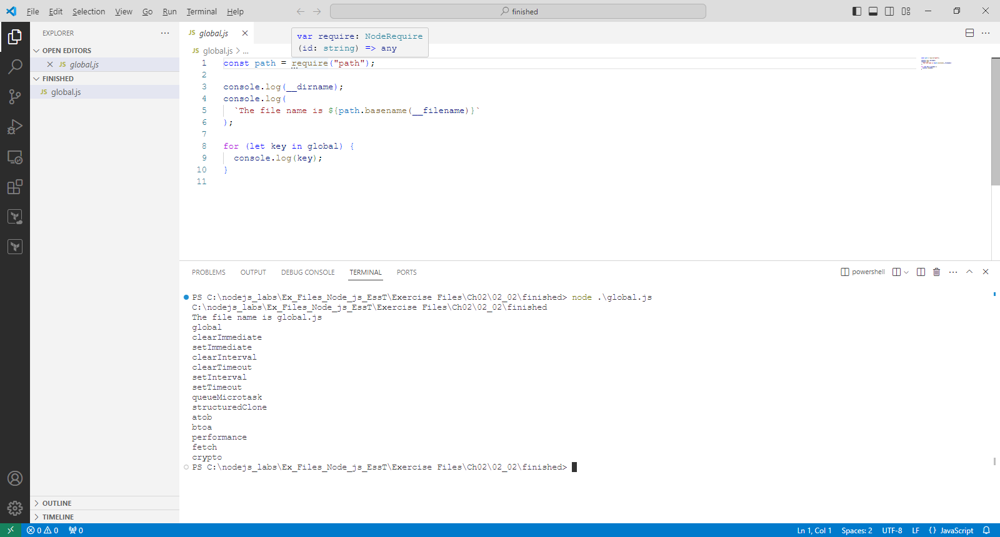 File Edit Selection View Go Run Terminal Help
finished
EXPLORER
OPEN EDITORS
JS global.js
FINISHED
JS global.js
OUTLINE
TIMELINE
JS global.js
JS global.js > ...
var require: NodeRequire
(id: string) => any
1 const path = require("path");
2
3 console.log(__dirname);
4 console.log(
5 `The file name is ${path.basename(__filename)}`
6 );
7
8 for (let key in global) {
9 console.log(key);
10 }
11
PROBLEMS OUTPUT DEBUG CONSOLE TERMINAL PORTS
powershell
PS C:\nodejs_labs\Ex_Files_Node_js_EssT\Exercise Files\Ch02\02_02\finished> node .\global.js
C:\nodejs_labs\Ex_Files_Node_js_EssT\Exercise Files\Ch02\02_02\finished
The file name is global.js
global
clearImmediate
setImmediate
clearInterval
clearTimeout
setInterval
setTimeout
queueMicrotask
structuredClone
atob
btoa
performance
fetch
crypto
PS C:\nodejs_labs\Ex_Files_Node_js_EssT\Exercise Files\Ch02\02_02\finished>
0 0 0
Ln 1, Col 1 Spaces: 2 UTF-8 LF {} JavaScript